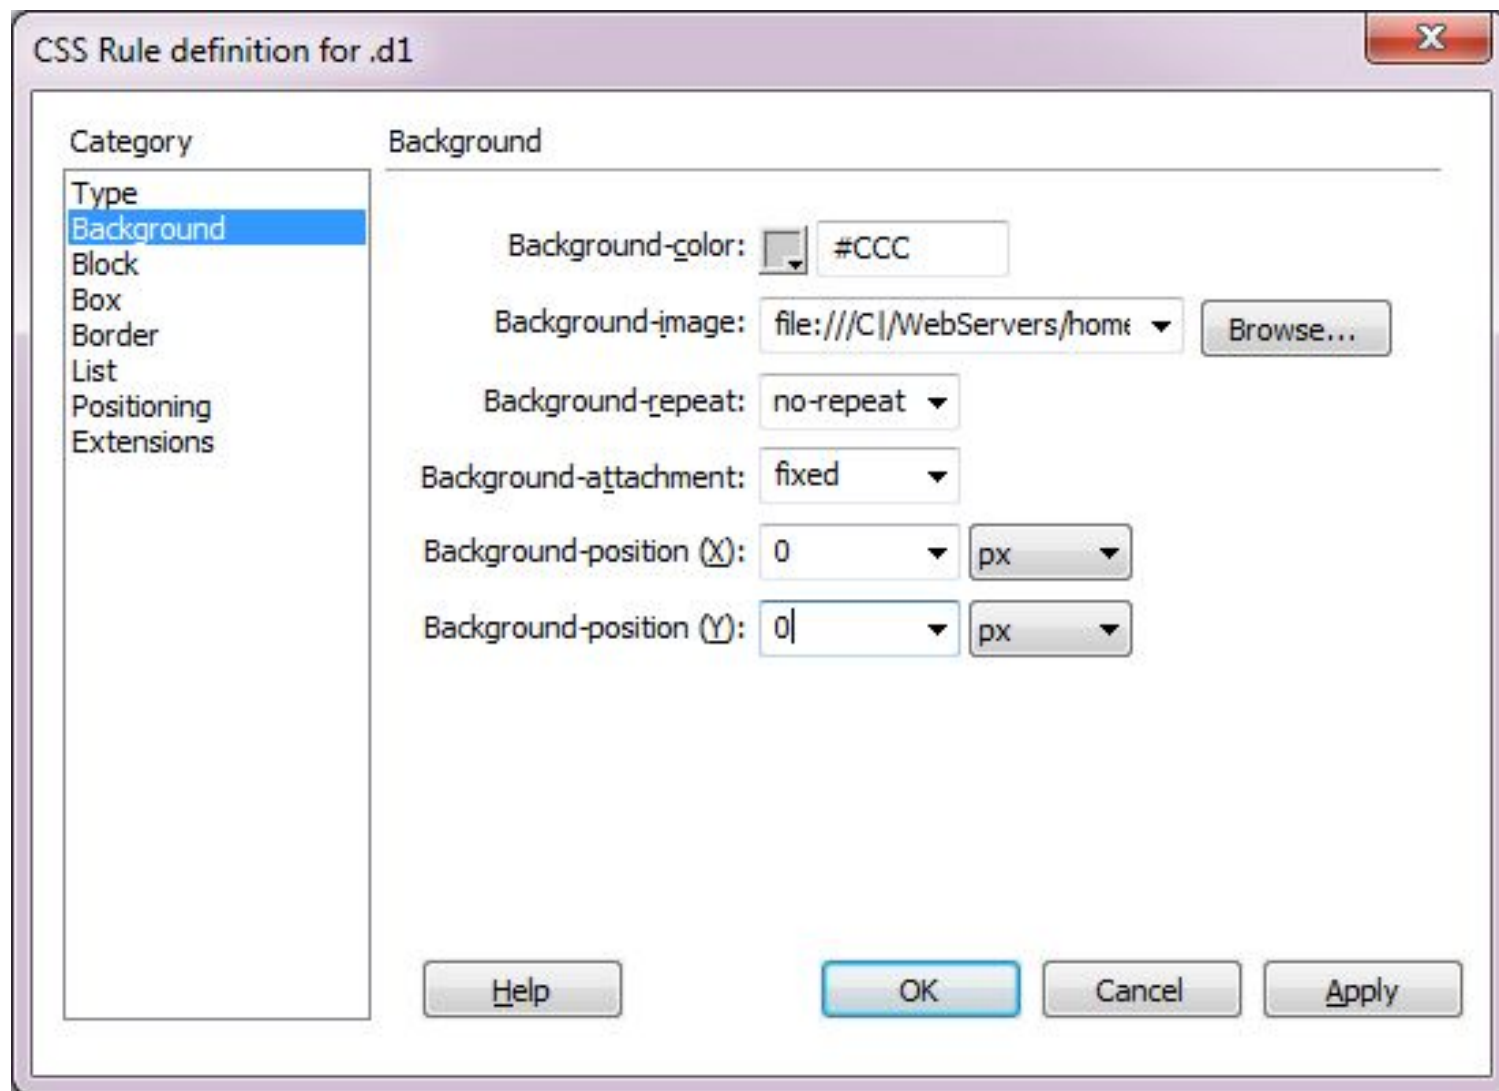 CSS Rule definition for .d1
Category
Type
Background
Block
Box
Border
List
Positioning
Extensions
Background
Background-color: #CCC
Background-image: file:///C|/WebServers/home Browse...
Background-repeat: no-repeat
Background-attachment: fixed
Background-position (X): 0 px
Background-position (Y): 0 px
Help OK Cancel Apply